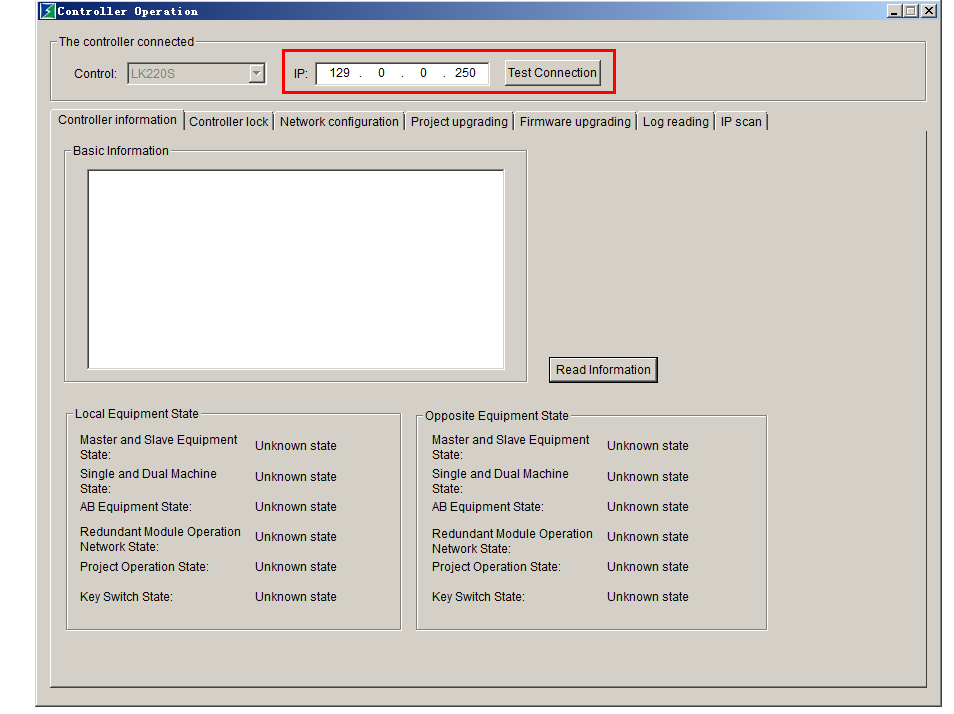 Controller Operation
The controller connected
Control: LK220S IP: 129 . 0 . 0 . 250 Test Connection
Controller information Controller lock Network configuration Project upgrading Firmware upgrading Log reading IP scan
Basic Information
Read Information
Local Equipment State
Master and Slave Equipment
State:
Unknown state
Single and Dual Machine
State:
Unknown state
AB Equipment State: Unknown state
Redundant Module Operation
Network State:
Unknown state
Project Operation State: Unknown state
Key Switch State: Unknown state
Opposite Equipment State
Master and Slave Equipment
State:
Unknown state
Single and Dual Machine
State:
Unknown state
AB Equipment State: Unknown state
Redundant Module Operation
Network State:
Unknown state
Project Operation State: Unknown state
Key Switch State: Unknown state